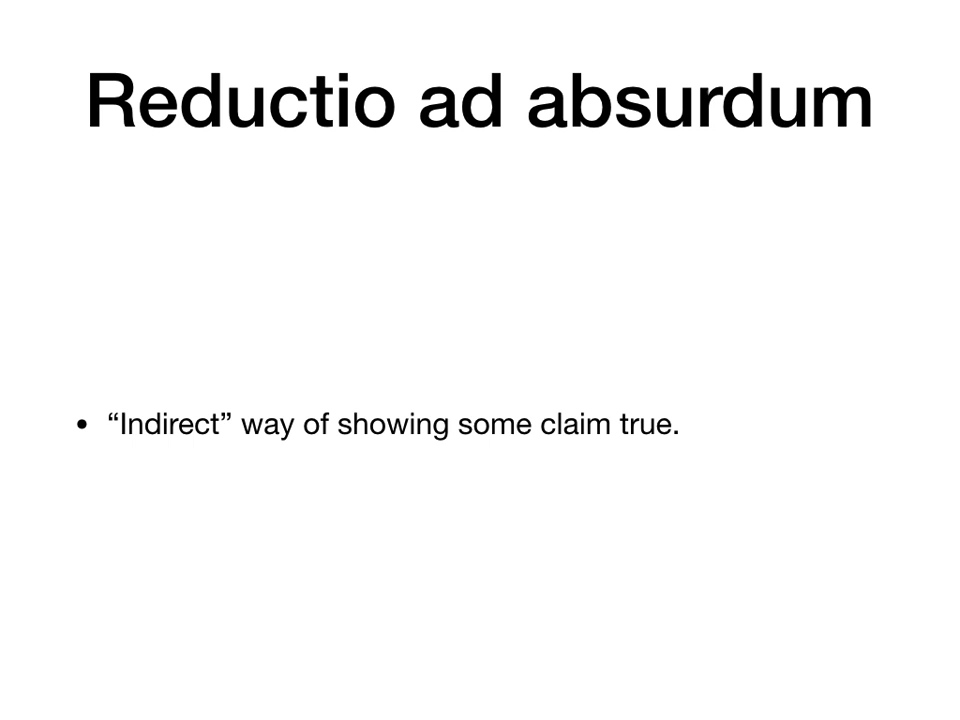 Reductio ad absurdum
• “Indirect” way of showing some claim true.